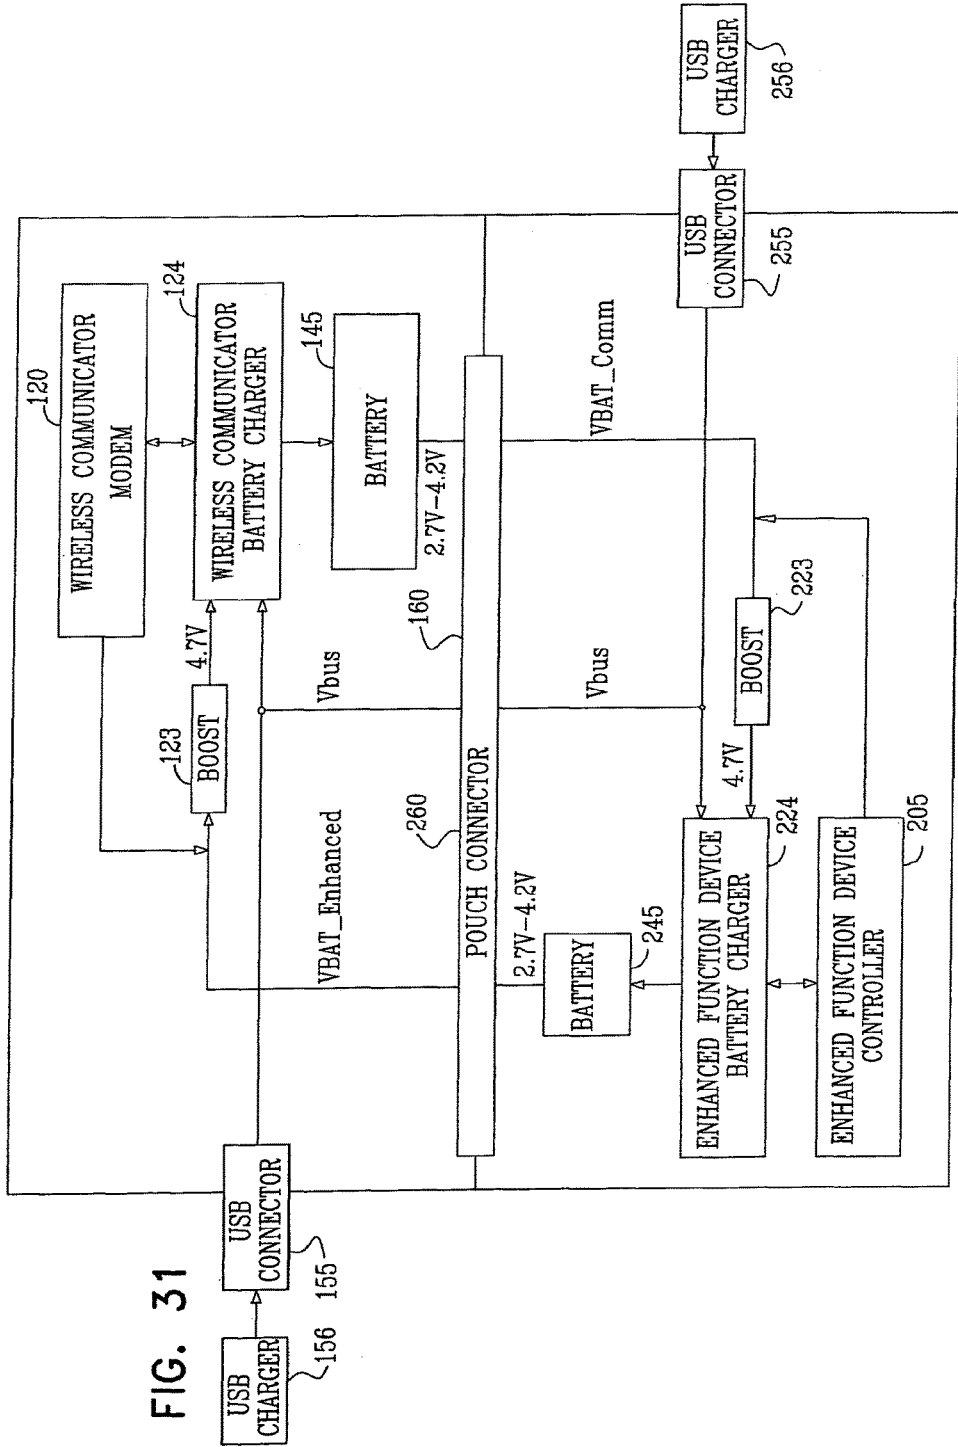 FIG. 31
USB
CHARGER
156
USB
CONNECTOR
155
WIRELESS COMMUNICATOR
MODEM
120
WIRELESS COMMUNICATOR
BATTERY CHARGER
124
BOOST
123
4.7V
BATTERY
145
2.7V-4.2V
VBAT_Enhanced
Vbus
POUCH CONNECTOR
260
160
2.7V-4.2V
Vbus
VBAT_Comm
BATTERY
245
USB
CONNECTOR
255
USB
CHARGER
256
ENHANCED FUNCTION DEVICE
BATTERY CHARGER
224
4.7V
BOOST
223
ENHANCED FUNCTION DEVICE
CONTROLLER
205